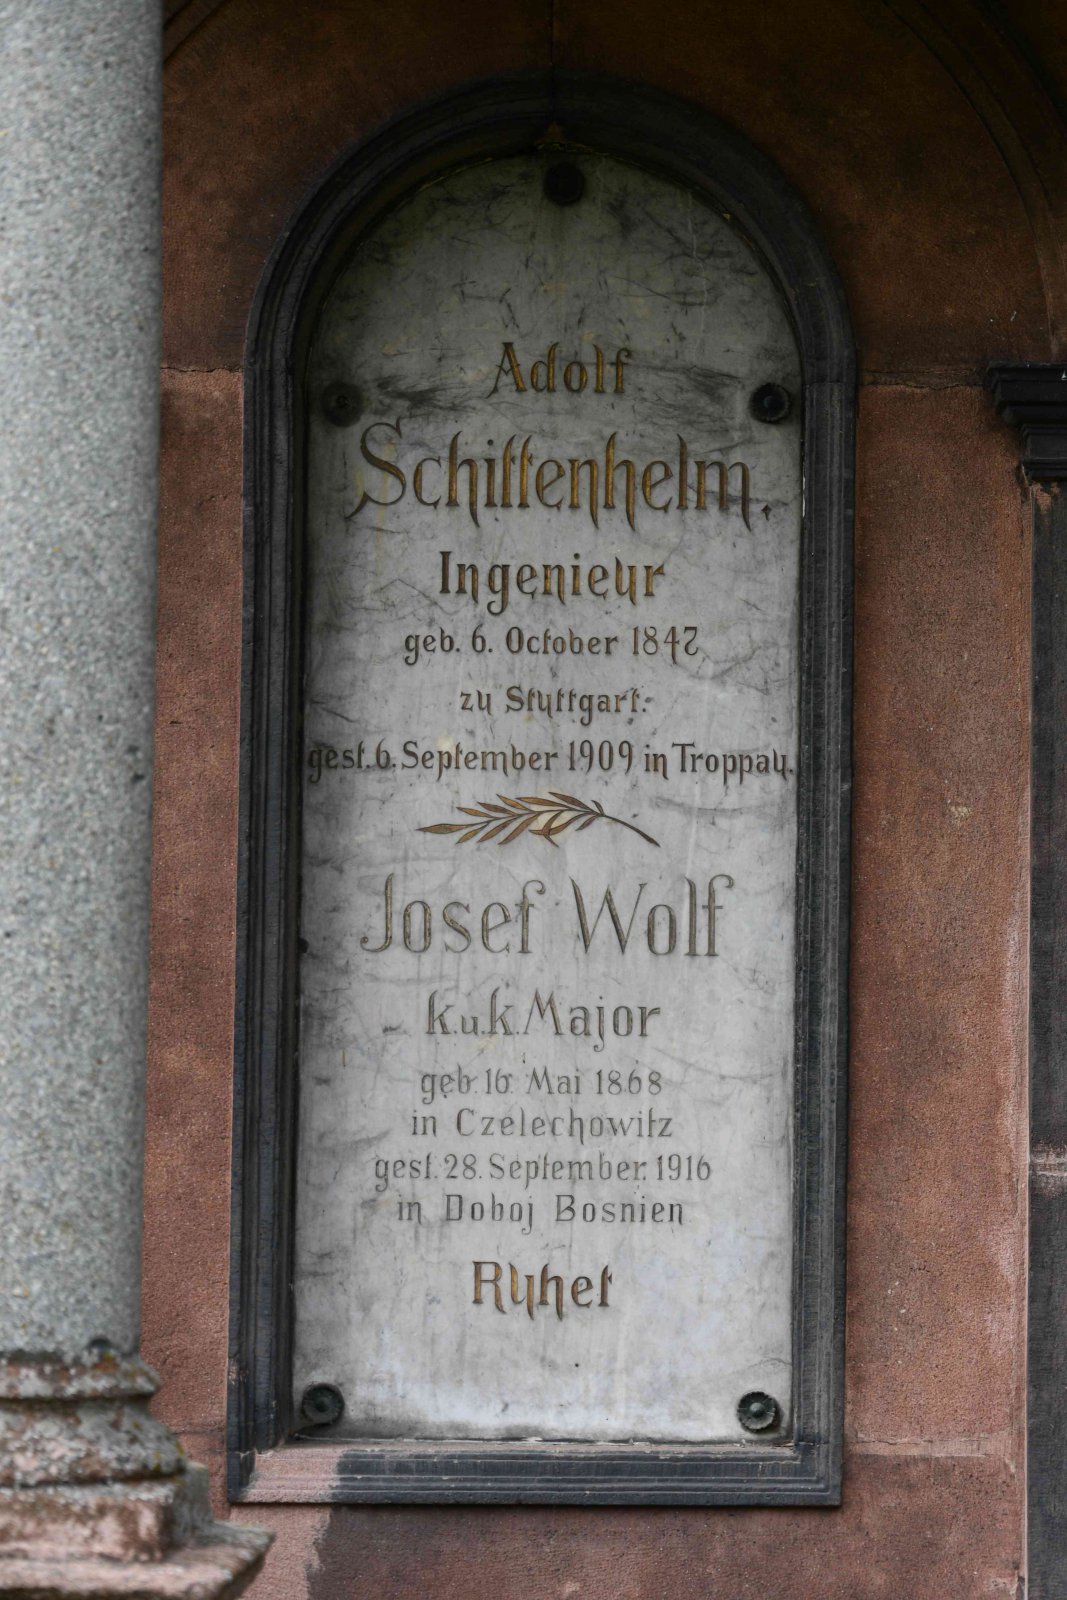 Adolf
Schittenhelm.
Ingenieur
geb. 6. October 1842
zu Stuttgart.
gest. 6. September 1909 in Troppau.
Josef Wolf
k.u.k. Major
geb. 16. Mai 1868
in Czelechowitz
gest. 28. September. 1916
in Doboj Bosnien
Ruhet